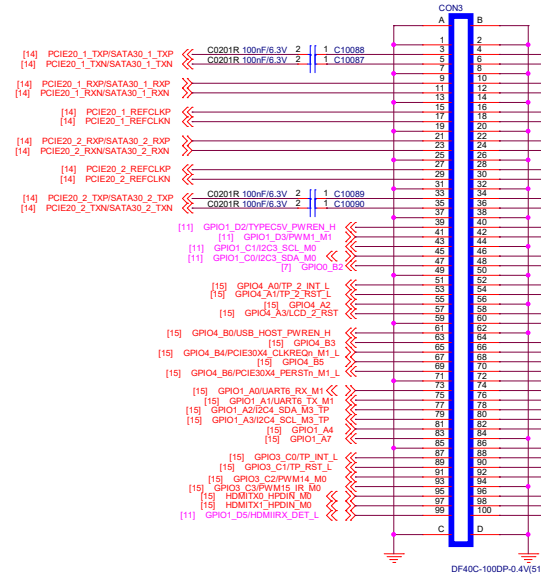 CON3
A B
1 2
[14] PCIE20_1_TXP/SATA30_1_TXP C0201R 100nF/6.3V 2 1 C10088 3 4
[14] PCIE20_1_TXN/SATA30_1_TXN C0201R 100nF/6.3V 2 1 C10087 5 6
7 8
[14] PCIE20_1_RXP/SATA30_1_RXP 9 10
[14] PCIE20_1_RXN/SATA30_1_RXN 11 12
13 14
[14] PCIE20_1_REFCLKP 15 16
[14] PCIE20_1_REFCLKN 17 18
19 20
[14] PCIE20_2_RXP/SATA30_2_RXP 21 22
[14] PCIE20_2_RXN/SATA30_2_RXN 23 24
25 26
[14] PCIE20_2_REFCLKP 27 28
[14] PCIE20_2_REFCLKN 29 30
31 32
[14] PCIE20_2_TXP/SATA30_2_TXP C0201R 100nF/6.3V 2 1 C10089 33 34
[14] PCIE20_2_TXN/SATA30_2_TXN C0201R 100nF/6.3V 2 1 C10090 35 36
37 38
[11] GPIO1_D2/TYPEC5V_PWREN_H 39 40
[11] GPIO1_D3/PWM1_M1 41 42
[11] GPIO1_C1/I2C3_SCL_M0 43 44
[11] GPIO1_C0/I2C3_SDA_M0 45 46
[7] GPIO0_B2 47 48
49 50
[15] GPIO4_A0/TP_2_INT_L 51 52
[15] GPIO4_A1/TP_2_RST_L 53 54
[15] GPIO4_A2 55 56
[15] GPIO4_A3/LCD_2_RST 57 58
59 60
[15] GPIO4_B0/USB_HOST_PWREN_H 61 62
[15] GPIO4_B3 63 64
[15] GPIO4_B4/PCIE30X4_CLKREQn_M1_L 65 66
[15] GPIO4_B5 67 68
[15] GPIO4_B6/PCIE30X4_PERSTn_M1_L 69 70
71 72
[15] GPIO1_A0/UART6_RX_M1 73 74
[15] GPIO1_A1/UART6_TX_M1 75 76
[15] GPIO1_A2/I2C4_SDA_M3_TP 77 78
[15] GPIO1_A3/I2C4_SCL_M3_TP 79 80
[15] GPIO1_A4 81 82
[15] GPIO1_A7 83 84
85 86
[15] GPIO3_C0/TP_INT_L 87 88
[15] GPIO3_C1/TP_RST_L 89 90
[15] GPIO3_C2/PWM14_M0 91 92
[15] GPIO3_C3/PWM15_IR_M0 93 94
[15] HDMITX0_HPDIN_M0 95 96
[15] HDMITX1_HPDIN_M0 97 98
[11] GPIO1_D5/HDMIIRX_DET_L 99 100
C D
DF40C-100DP-0.4V(51